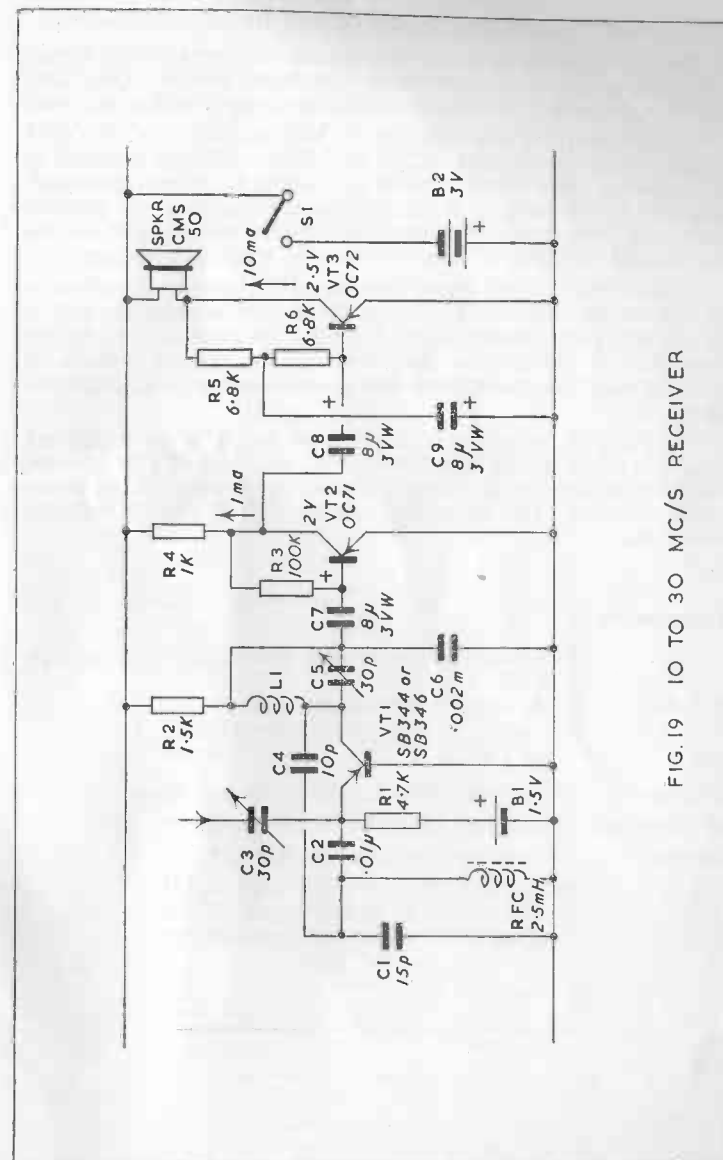 SPKR
CMS
50
10ma
S1
B2
3V
2.5V
VT3
OC72
R5
6·8K
R6
6.8K
+
C8
8µ
3VW
C9
8µ
3VW
+
+
R4
1K
1ma
2V
VT2
OC71
R3
100K
+
C7
8µ
3VW
R2
1.5K
L1
C5
30p
C6
·02m
C4
10p
VT1
SB344 or
SB346
C3
30p
C2
.01µ
R1
4.7K
+
B1
1.5V
C1
15p
RFC
2.5mH
FIG.19 10 TO 30 MC/S RECEIVER